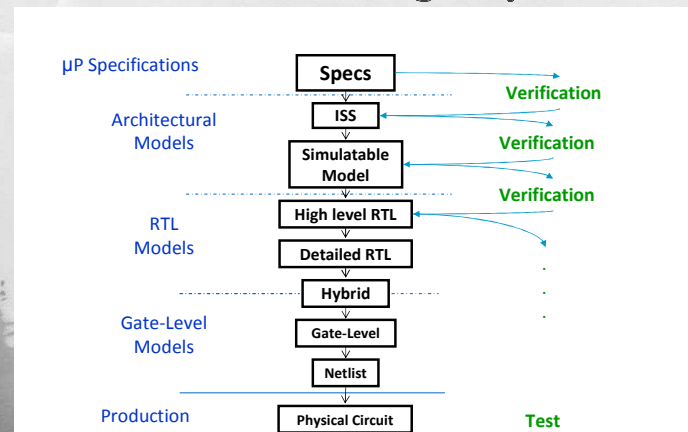 µP Specifications
Specs
Verification
Architectural
Models
ISS
Verification
Simulatable
Model
Verification
High level RTL
RTL
Models
Detailed RTL
.
.
.
Hybrid
Gate-Level
Models
Gate-Level
Netlist
Production
Physical Circuit
Test